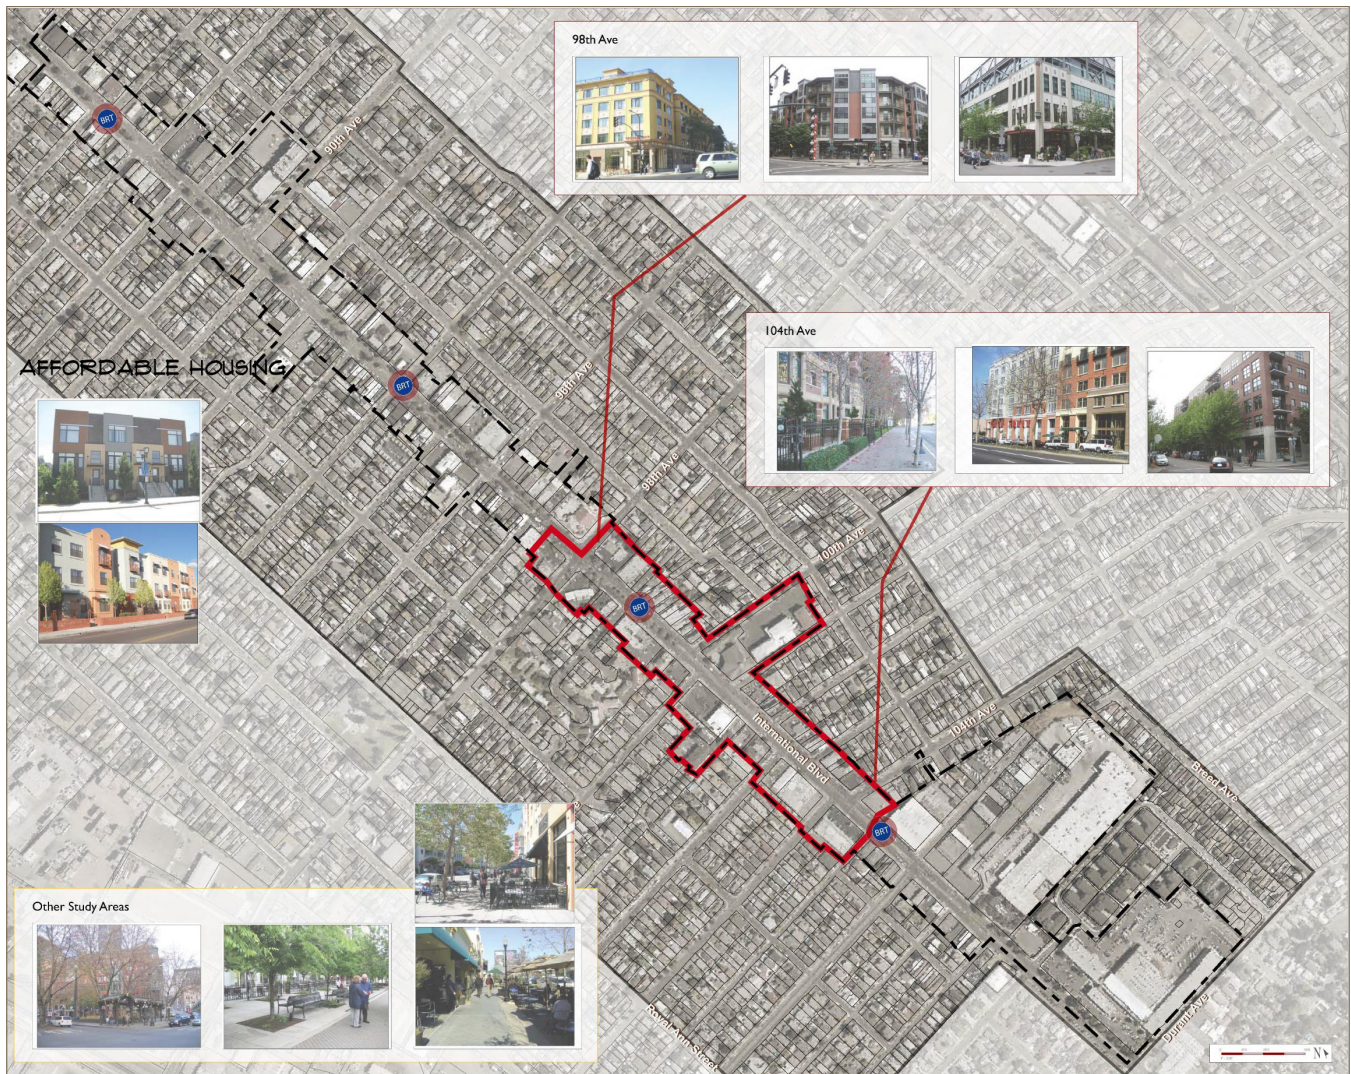 98th Ave
BRT
90th Ave
104th Ave
AFFORDABLE HOUSING
BRT
98th Ave
98th Ave
100th Ave
BRT
104th Ave
International Blvd
Breed Ave
BRT
Other Study Areas
Royal Ann Street
Durant Ave
N